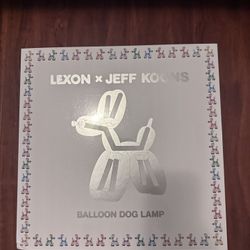 LEXON × JEFF KOONS
BALLOON DOG LAMP